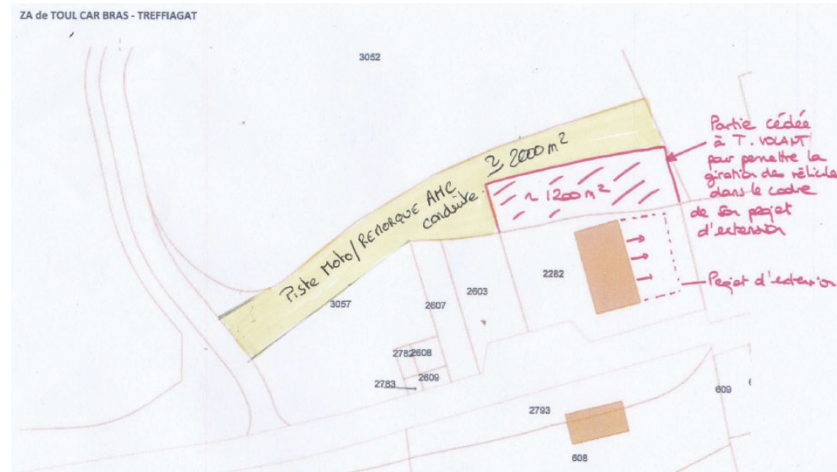 ZA de TOUL CAR BRAS - TREFFIAGAT
3052
Piste Moto/REMORQUE AMC conduite
≃ 2000 m²
~ 1200 m²
Partie cédée
à T. VOLANT
pour permettre la
giration des véhicules
dans le cadre
de son projet
d'extension
2282
Projet d'extension
3057
2607
2603
2782
2608
2609
2783
2793
609
608